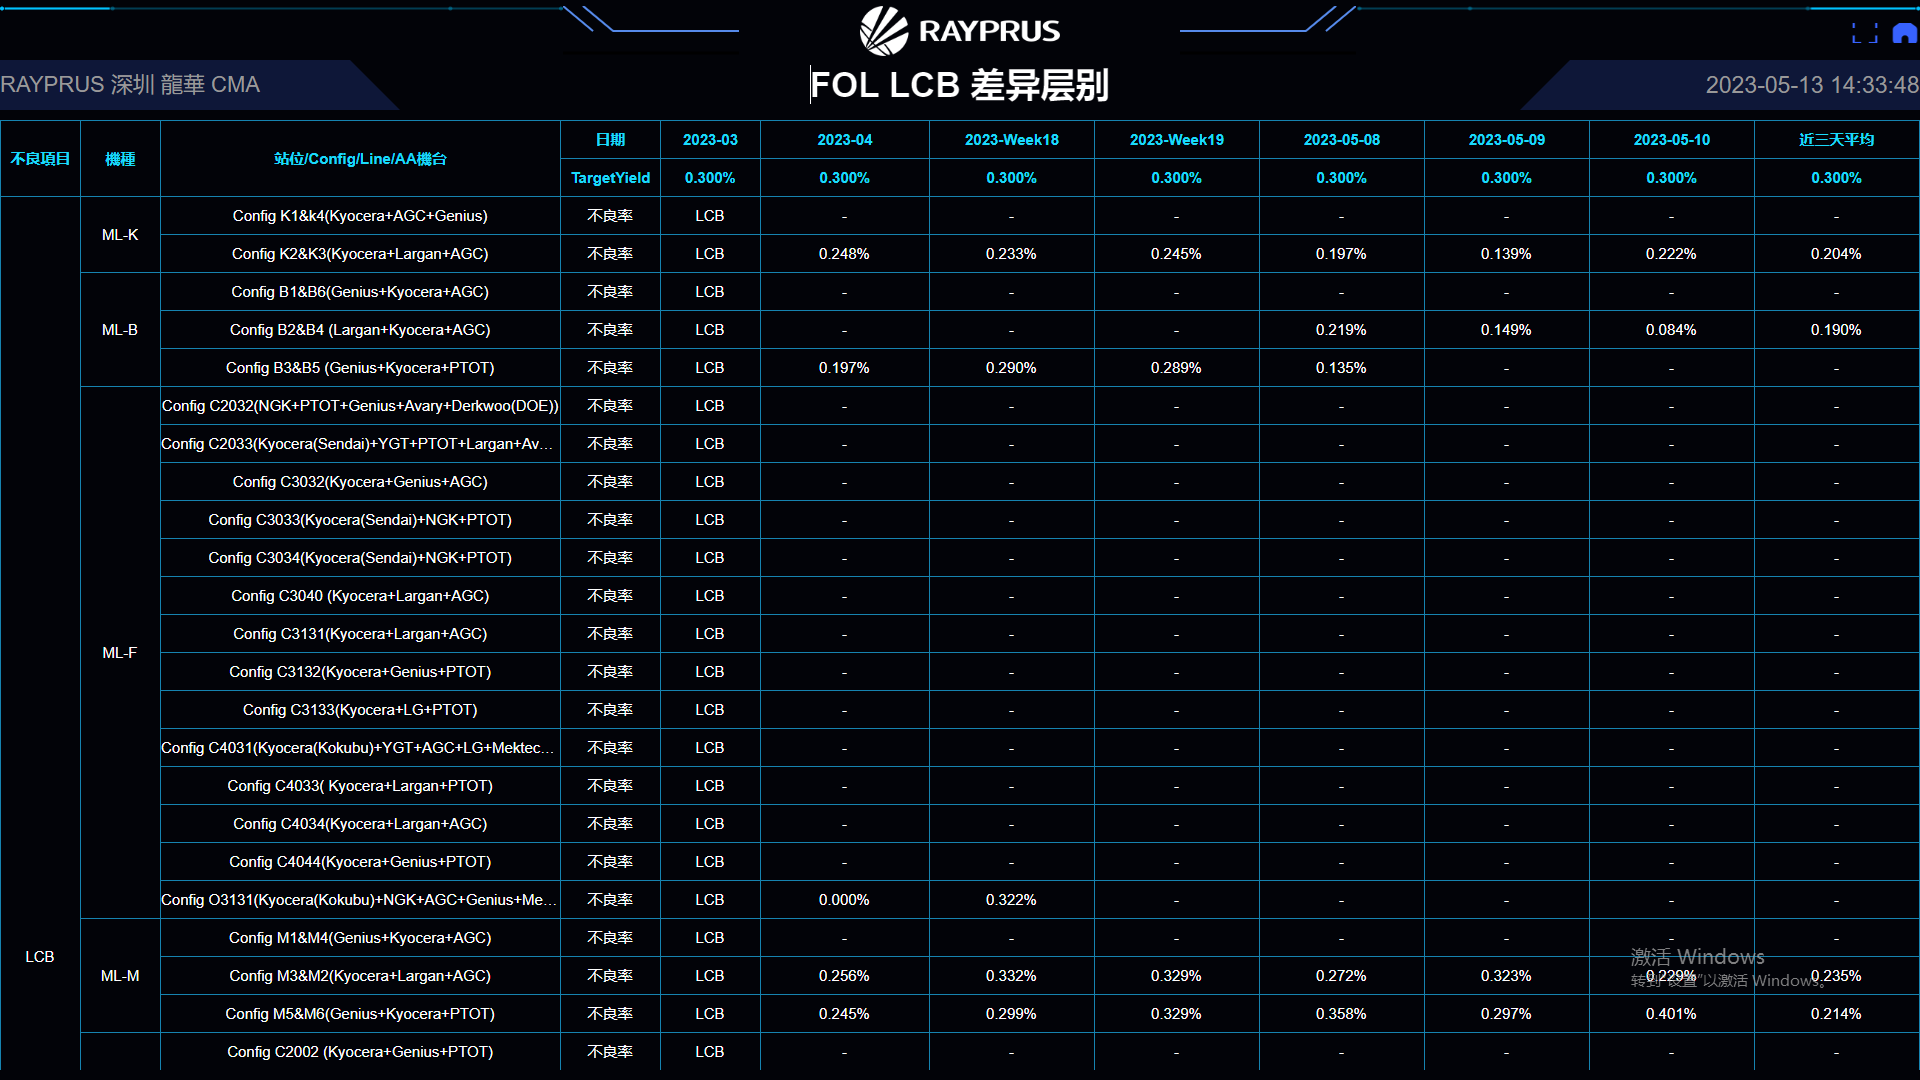 RAYPRUS
RAYPRUS 深圳 龍華 CMA
FOL LCB 差异层别
2023-05-13 14:33:48
不良項目 機種 站位/Config/Line/AA機台 日期 2023-03 2023-04 2023-Week18 2023-Week19 2023-05-08 2023-05-09 2023-05-10 近三天平均
TargetYield 0.300% 0.300% 0.300% 0.300% 0.300% 0.300% 0.300% 0.300%
LCB
ML-K
Config K1&k4(Kyocera+AGC+Genius) 不良率 LCB - - - - - - -
Config K2&K3(Kyocera+Largan+AGC) 不良率 LCB 0.248% 0.233% 0.245% 0.197% 0.139% 0.222% 0.204%
ML-B
Config B1&B6(Genius+Kyocera+AGC) 不良率 LCB - - - - - - -
Config B2&B4 (Largan+Kyocera+AGC) 不良率 LCB - - - 0.219% 0.149% 0.084% 0.190%
Config B3&B5 (Genius+Kyocera+PTOT) 不良率 LCB 0.197% 0.290% 0.289% 0.135% - - -
ML-F
Config C2032(NGK+PTOT+Genius+Avary+Derkwoo(DOE)) 不良率 LCB - - - - - - -
Config C2033(Kyocera(Sendai)+YGT+PTOT+Largan+Av... 不良率 LCB - - - - - - -
Config C3032(Kyocera+Genius+AGC) 不良率 LCB - - - - - - -
Config C3033(Kyocera(Sendai)+NGK+PTOT) 不良率 LCB - - - - - - -
Config C3034(Kyocera(Sendai)+NGK+PTOT) 不良率 LCB - - - - - - -
Config C3040 (Kyocera+Largan+AGC) 不良率 LCB - - - - - - -
Config C3131(Kyocera+Largan+AGC) 不良率 LCB - - - - - - -
Config C3132(Kyocera+Genius+PTOT) 不良率 LCB - - - - - - -
Config C3133(Kyocera+LG+PTOT) 不良率 LCB - - - - - - -
Config C4031(Kyocera(Kokubu)+YGT+AGC+LG+Mektec... 不良率 LCB - - - - - - -
Config C4033( Kyocera+Largan+PTOT) 不良率 LCB - - - - - - -
Config C4034(Kyocera+Largan+AGC) 不良率 LCB - - - - - - -
Config C4044(Kyocera+Genius+PTOT) 不良率 LCB - - - - - - -
Config O3131(Kyocera(Kokubu)+NGK+AGC+Genius+Me... 不良率 LCB 0.000% 0.322% - - - - -
ML-M
Config M1&M4(Genius+Kyocera+AGC) 不良率 LCB - - - - - - -
Config M3&M2(Kyocera+Largan+AGC) 不良率 LCB 0.256% 0.332% 0.329% 0.272% 0.323% 0.229% 0.235%
Config M5&M6(Genius+Kyocera+PTOT) 不良率 LCB 0.245% 0.299% 0.329% 0.358% 0.297% 0.401% 0.214%
Config C2002 (Kyocera+Genius+PTOT) 不良率 LCB - - - - - - -
激活 Windows
转到"设置"以激活 Windows。